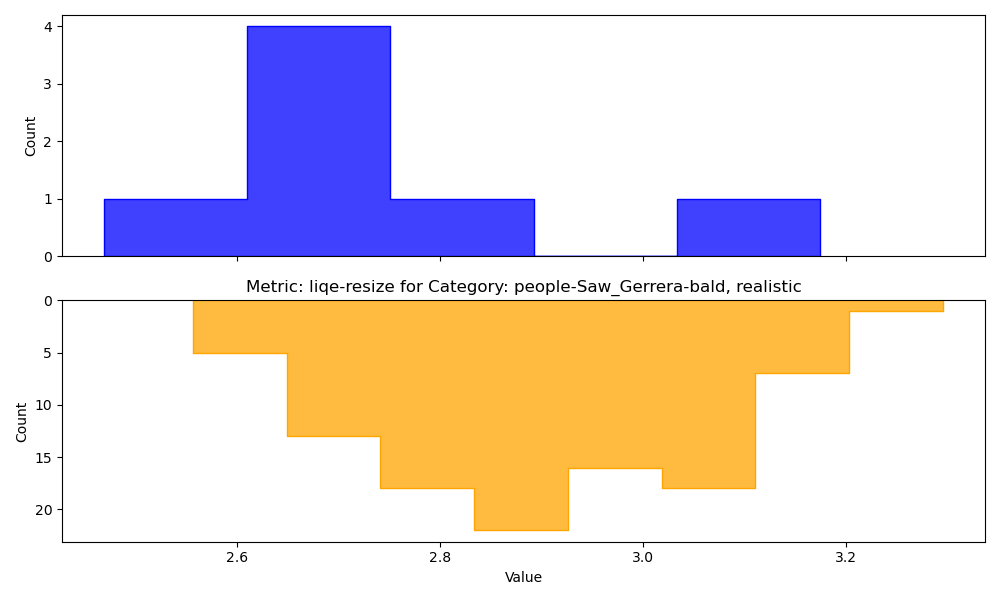 4
3
2
1
0
Count
Metric: liqe-resize for Category: people-Saw_Gerrera-bald, realistic
0
5
10
15
20
Count
2.6 2.8 3.0 3.2
Value